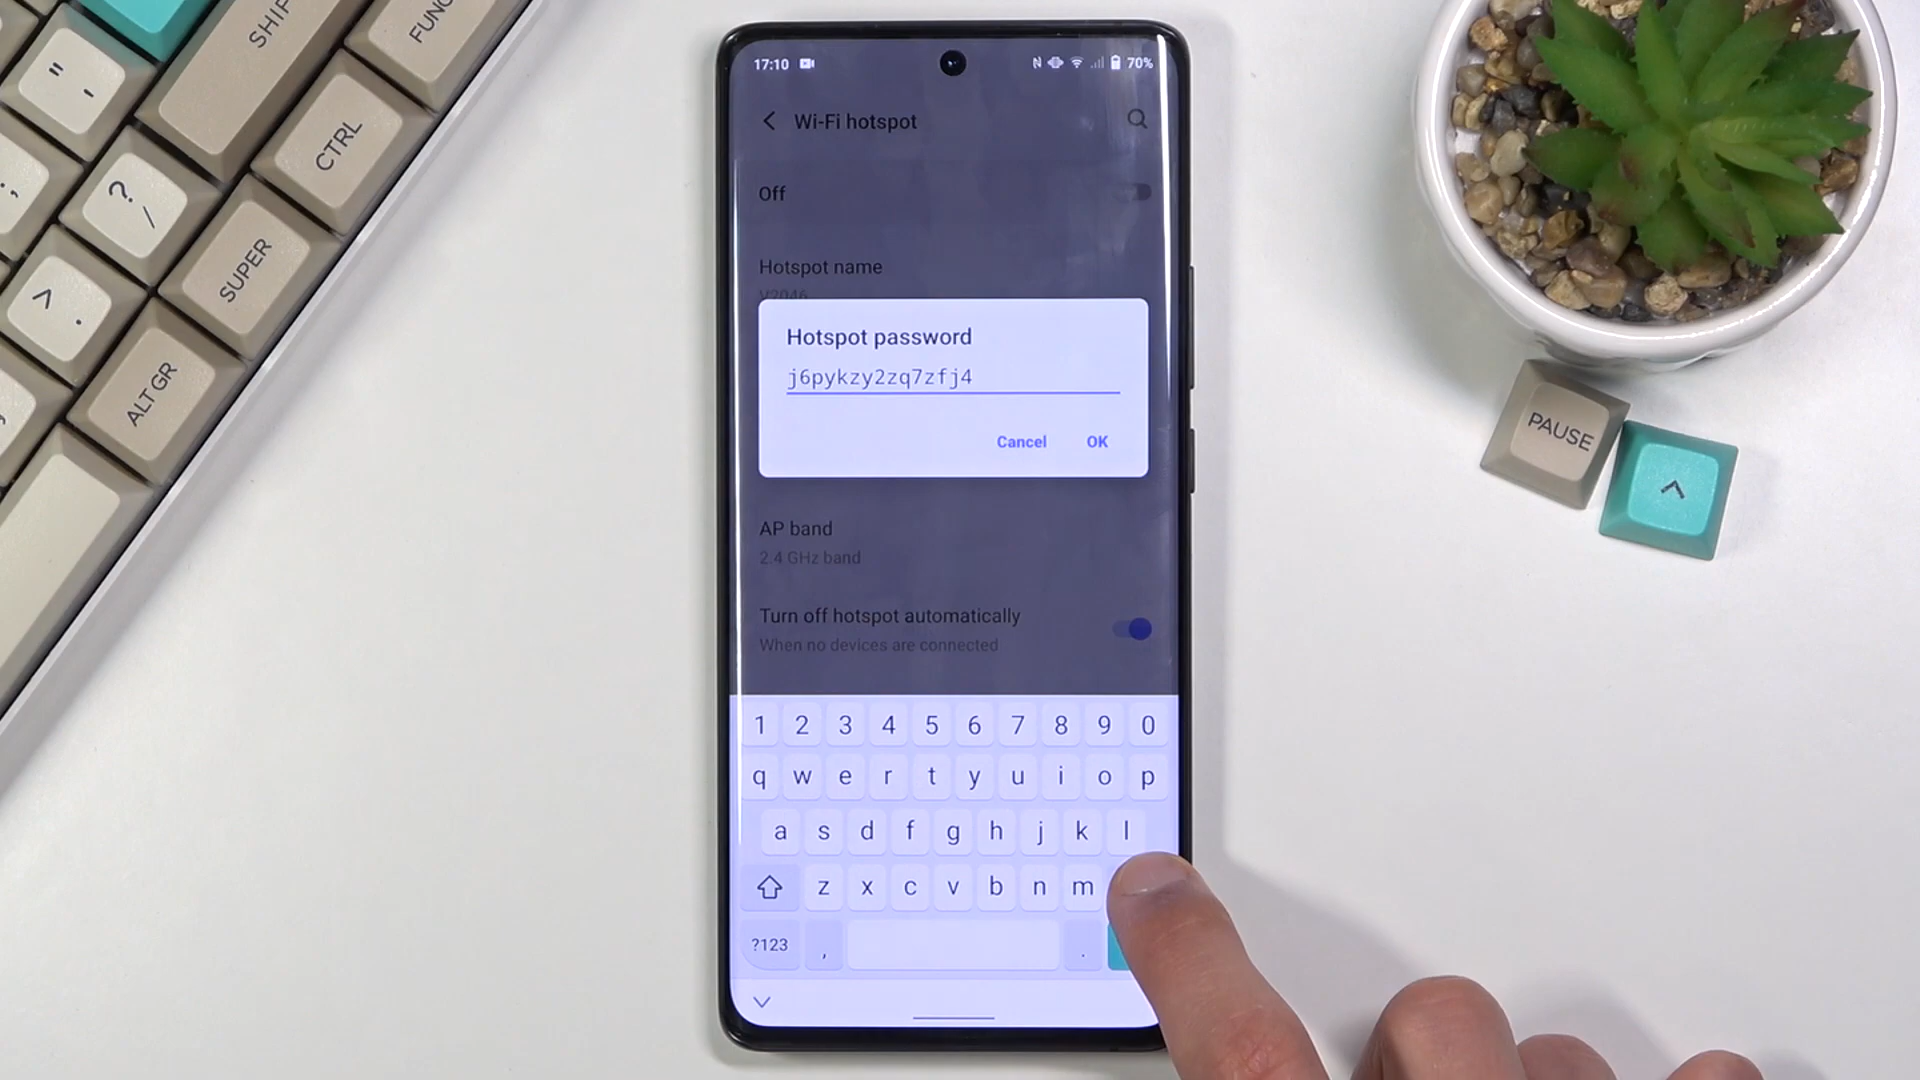 17:10
70%
Wi-Fi hotspot
Off
Hotspot name
V2046
Hotspot password
j6pykzy2zq7zfj4
Cancel OK
AP band
2.4 GHz band
Turn off hotspot automatically
When no devices are connected
1 2 3 4 5 6 7 8 9 0
q w e r t y u i o p
a s d f g h j k l
z x c v b n m
?123 , .
" '
SHIF
FUNC
;
? /
CTRL
> .
SUPER
ALT GR
PAUSE
^